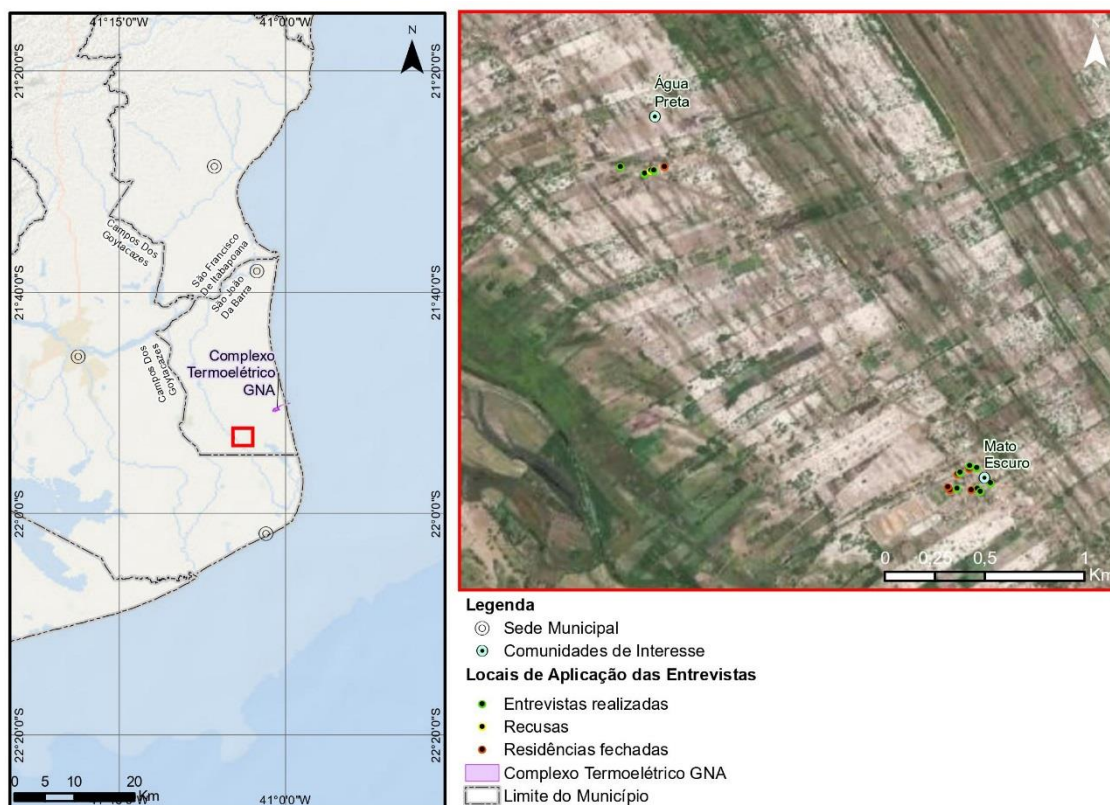 41°15'0"W
41°0'0"W
N
21°20'0"S
21°20'0"S
Campos Dos
Goytacazes
São Francisco
De Itabapoana
São João
Da Barra
21°40'0"S
21°40'0"S
Campos Dos
Goytacazes
Complexo
Termoelétrico
GNA
22°0'0"S
22°0'0"S
22°20'0"S
22°20'0"S
0 5 10 20
Km
41°0'0"W
Água
Preta
Mato
Escuro
0 0,25 0,5 1
Km
Legenda
Sede Municipal
Comunidades de Interesse
Locais de Aplicação das Entrevistas
Entrevistas realizadas
Recusas
Residências fechadas
Complexo Termoelétrico GNA
Limite do Município